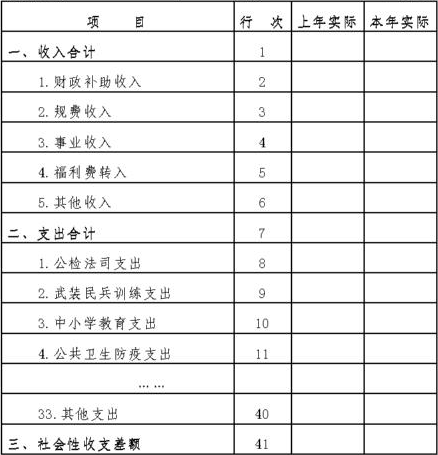 项 目 行 次 上年实际 本年实际
一、收入合计 1
1.财政补助收入 2
2.规费收入 3
3.事业收入 4
4.福利费转入 5
5.其他收入 6
二、支出合计 7
1.公检法司支出 8
2.武装民兵训练支出 9
3.中小学教育支出 10
4.公共卫生防疫支出 11
……
33.其他支出 40
三、社会性收支差额 41